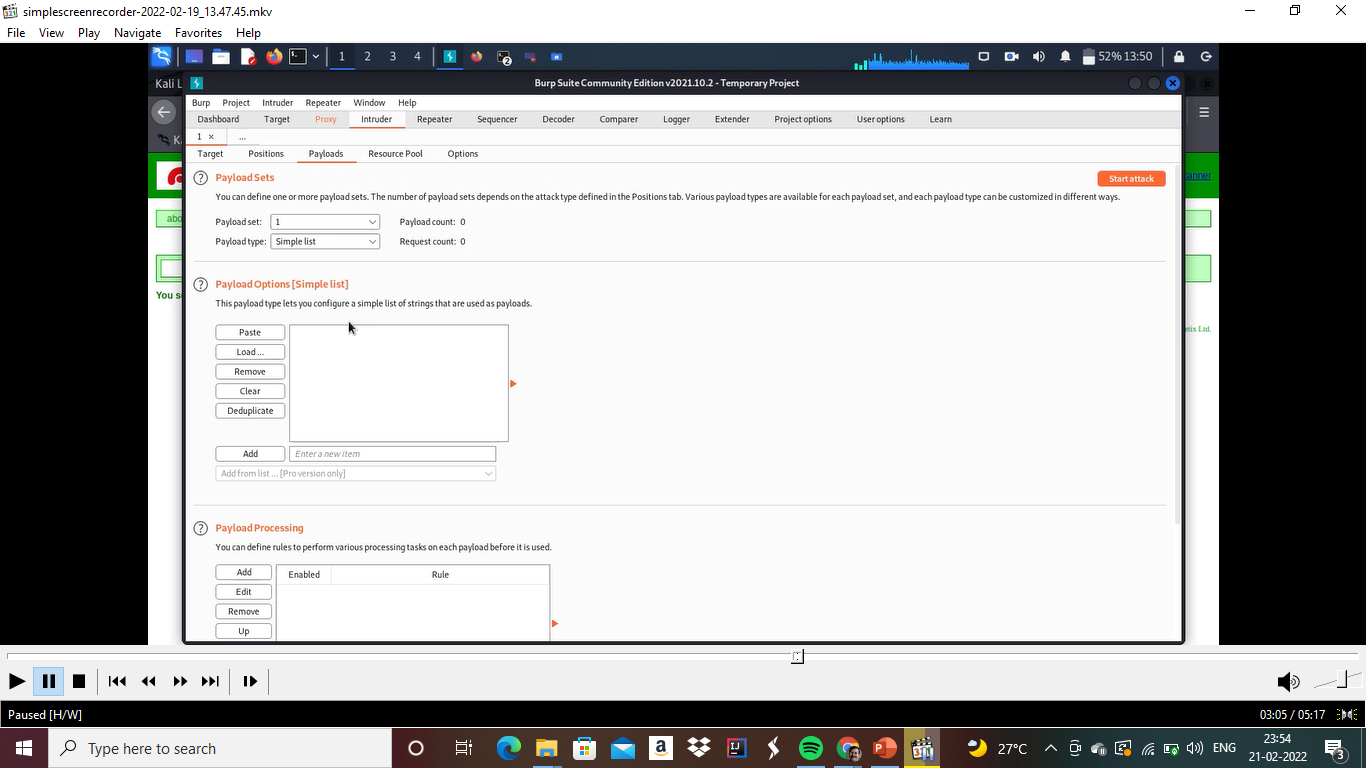 simplescreenrecorder-2022-02-19_13.47.45.mkv
File View Play Navigate Favorites Help
1 2 3 4 2 52% 13:50
Kali L
Burp Suite Community Edition v2021.10.2 - Temporary Project
Burp Project Intruder Repeater Window Help
Dashboard Target Proxy Intruder Repeater Sequencer Decoder Comparer Logger Extender Project options User options Learn
1 × ...
Target Positions Payloads Resource Pool Options
? Payload Sets Start attack
You can define one or more payload sets. The number of payload sets depends on the attack type defined in the Positions tab. Various payload types are available for each payload set, and each payload type can be customized in different ways.
Payload set: 1 Payload count: 0
Payload type: Simple list Request count: 0
abo
? Payload Options [Simple list]
You s
This payload type lets you configure a simple list of strings that are used as payloads.
Paste
Load ...
Remove
Clear
Deduplicate
Add Enter a new item
Add from list ... [Pro version only]
? Payload Processing
You can define rules to perform various processing tasks on each payload before it is used.
Add Enabled Rule
Edit
Remove
Up
Paused [H/W] 03:05 / 05:17
Type here to search 27°C ENG 23:54
21-02-2022 3